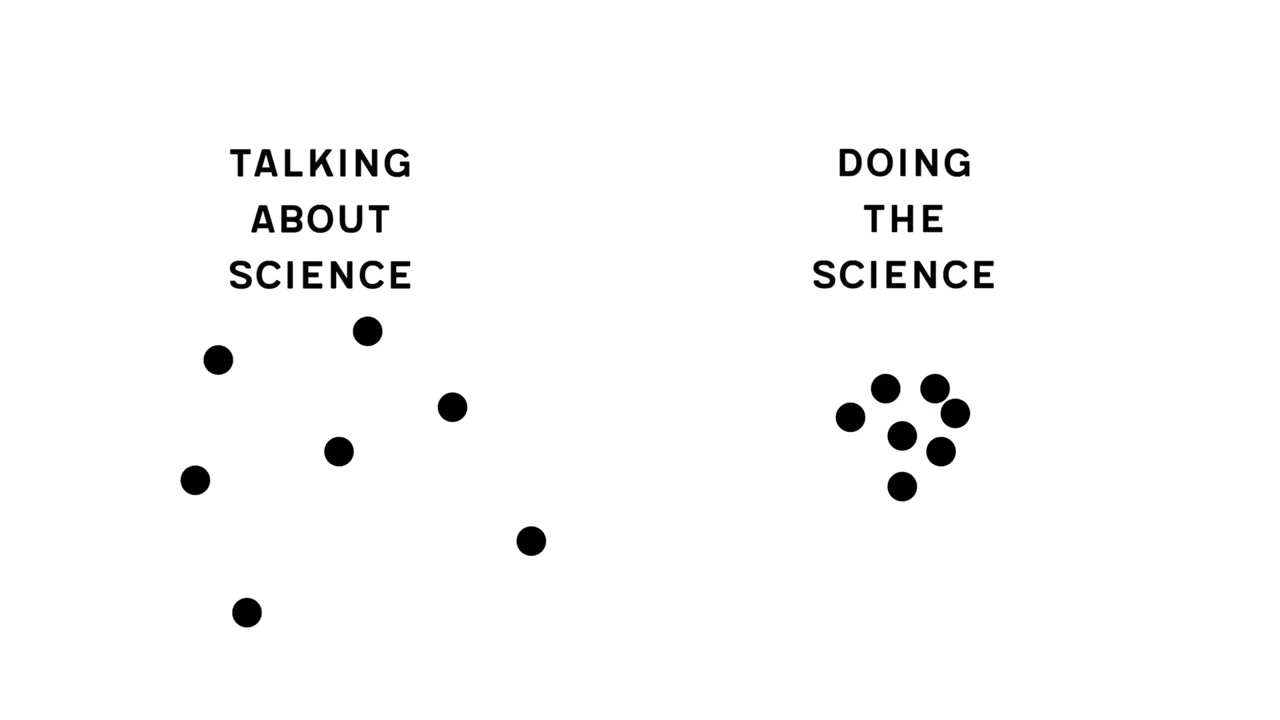 TALKING
ABOUT
SCIENCE
DOING
THE
SCIENCE